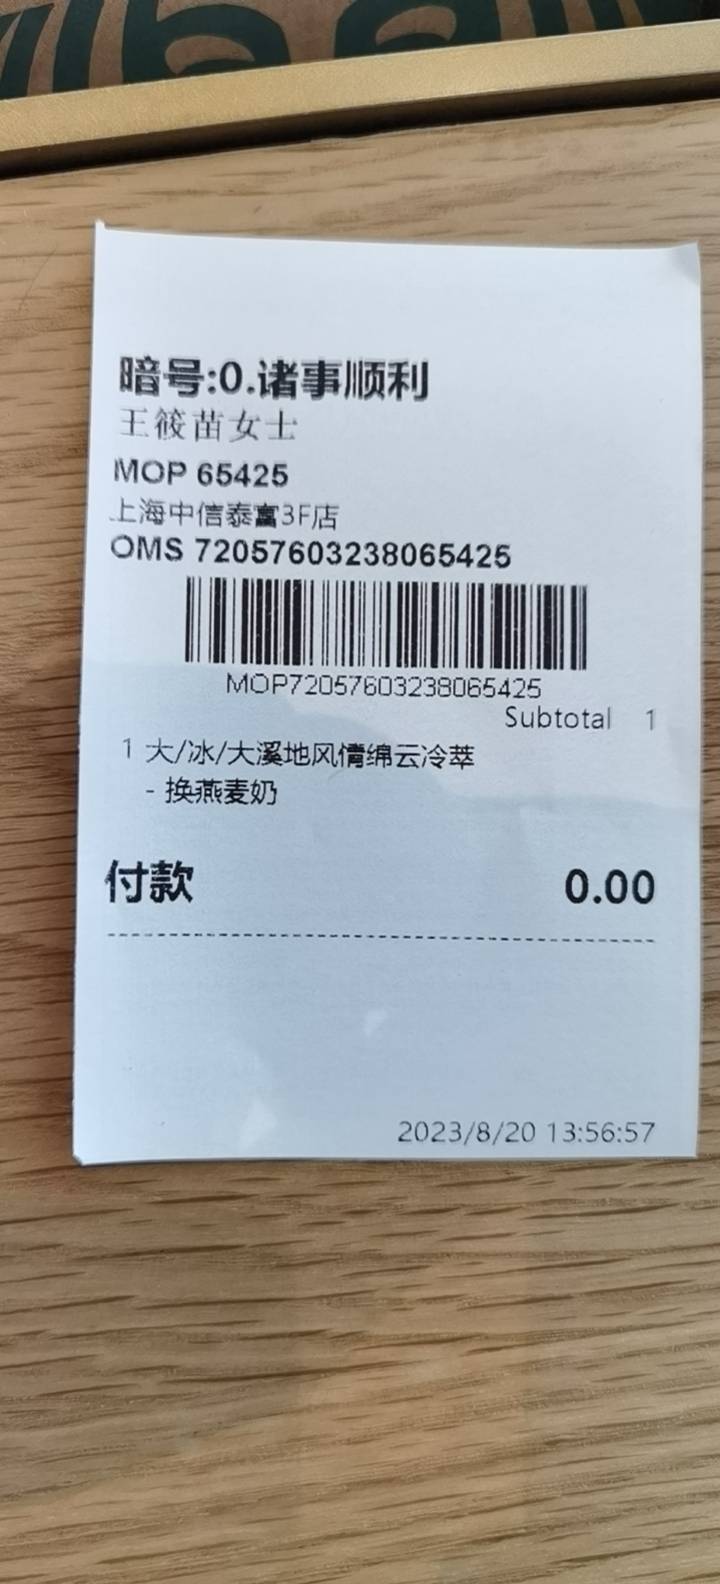 暗号:0.诸事顺利
王筱苗女士
MOP 65425
上海中信泰富3F店
OMS 72057603238065425
MOP72057603238065425
Subtotal 1
1 大/冰/大溪地风情绵云冷萃
- 换燕麦奶
付款 0.00
2023/8/20 13:56:57